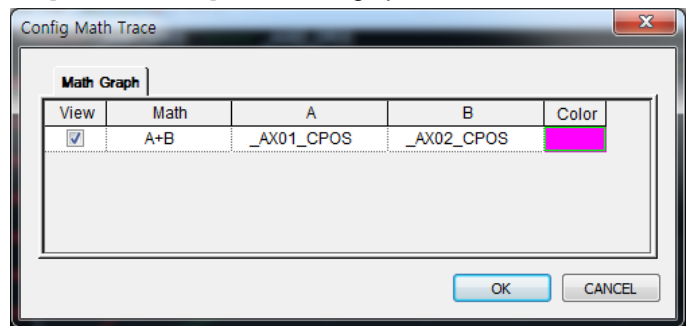 Config Math Trace
Math Graph
View Math A B Color
A+B _AX01_CPOS _AX02_CPOS
OK CANCEL